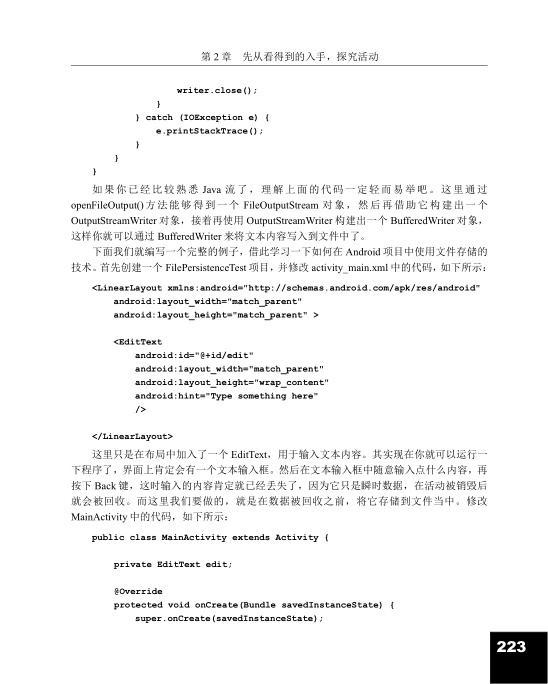 第 2 章　先从看得到的入手，探究活动
                writer.close();
            }
        } catch (IOException e) {
            e.printStackTrace();
        }
    }
}
如果你已经比较熟悉 Java 流了，理解上面的代码一定轻而易举吧。这里通过
openFileOutput()方法能够得到一个 FileOutputStream 对象，然后再借助它构建出一个
OutputStreamWriter 对象，接着再使用 OutputStreamWriter 构建出一个 BufferedWriter 对象，
这样你就可以通过 BufferedWriter 来将文本内容写入到文件中了。
下面我们就编写一个完整的例子，借此学习一下如何在 Android 项目中使用文件存储的
技术。首先创建一个 FilePersistenceTest 项目，并修改 activity_main.xml 中的代码，如下所示：
<LinearLayout xmlns:android="http://schemas.android.com/apk/res/android"
    android:layout_width="match_parent"
    android:layout_height="match_parent" >
    <EditText
        android:id="@+id/edit"
        android:layout_width="match_parent"
        android:layout_height="wrap_content"
        android:hint="Type something here"
        />
</LinearLayout>
这里只是在布局中加入了一个 EditText，用于输入文本内容。其实现在你就可以运行一
下程序了，界面上肯定会有一个文本输入框。然后在文本输入框中随意输入点什么内容，再
按下 Back 键，这时输入的内容肯定就已经丢失了，因为它只是瞬时数据，在活动被销毁后
就会被回收。而这里我们要做的，就是在数据被回收之前，将它存储到文件当中。修改
MainActivity 中的代码，如下所示：
public class MainActivity extends Activity {
    private EditText edit;
    @Override
    protected void onCreate(Bundle savedInstanceState) {
        super.onCreate(savedInstanceState);
223